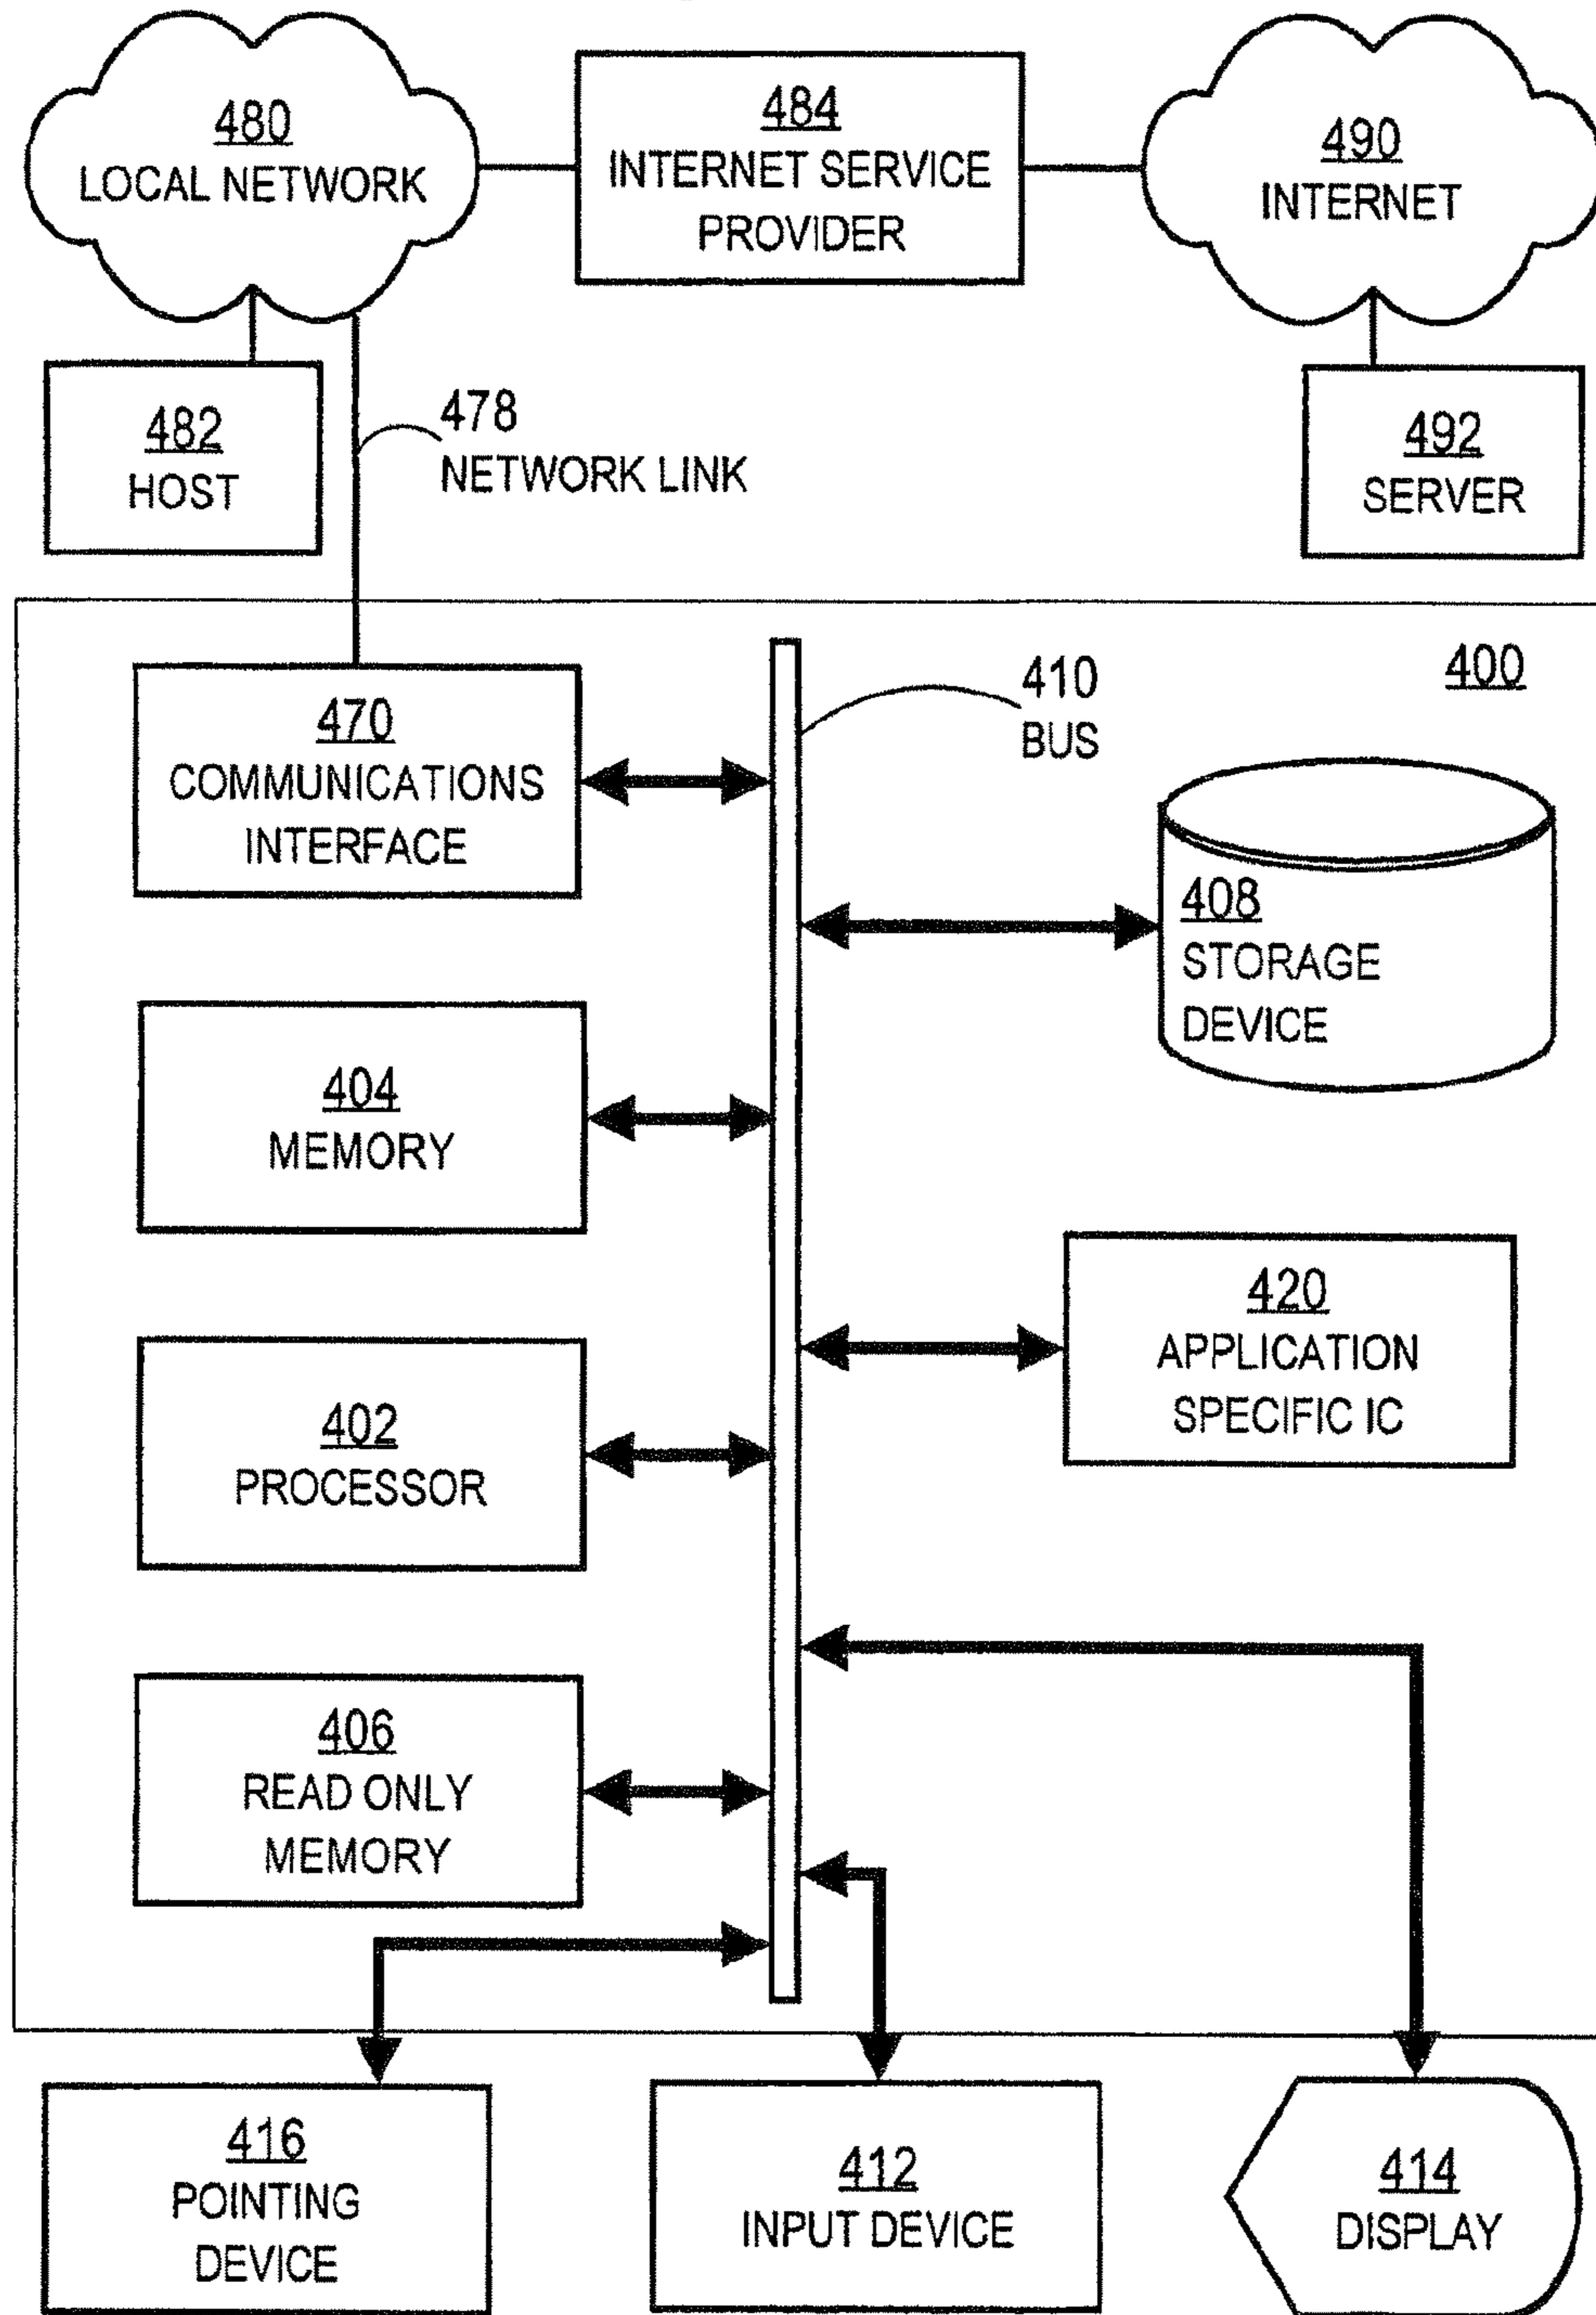 480
LOCAL NETWORK
484
INTERNET SERVICE
PROVIDER
490
INTERNET
482
HOST
478
NETWORK LINK
492
SERVER
400
470
COMMUNICATIONS
INTERFACE
410
BUS
408
STORAGE
DEVICE
404
MEMORY
420
APPLICATION
SPECIFIC IC
402
PROCESSOR
406
READ ONLY
MEMORY
416
POINTING
DEVICE
412
INPUT DEVICE
414
DISPLAY